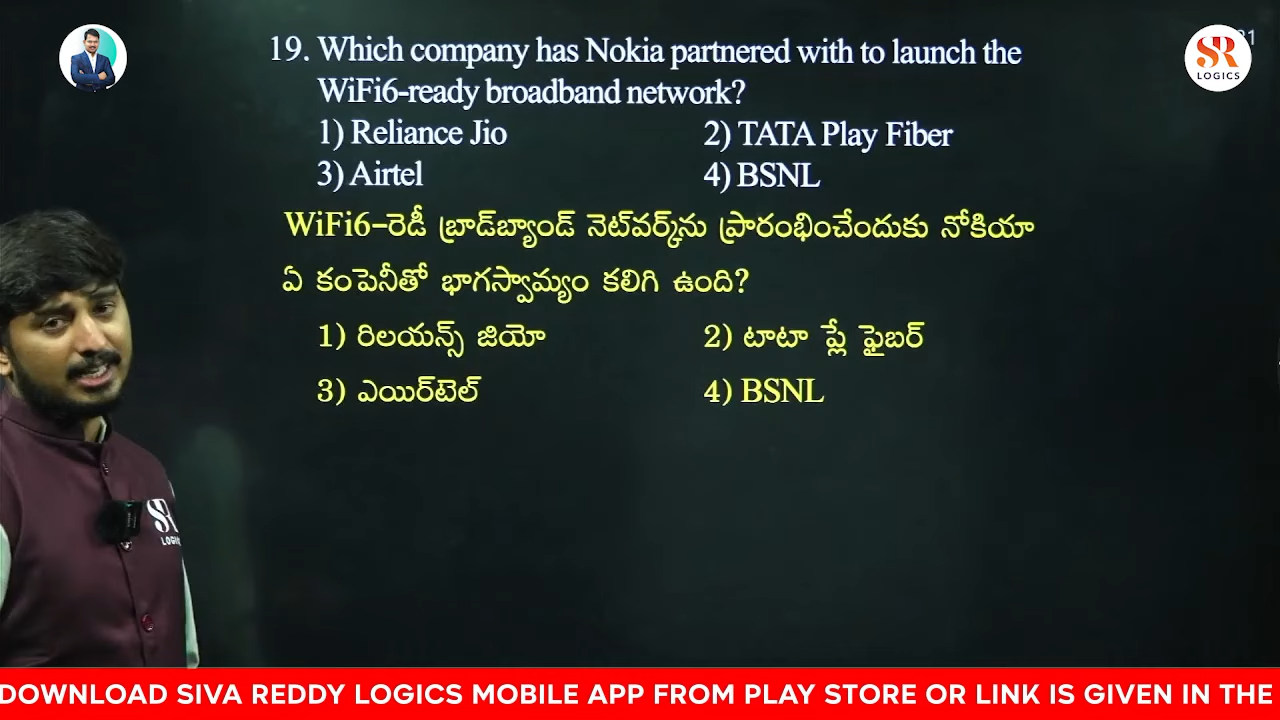 SR
LOGICS
19. Which company has Nokia partnered with to launch the
WiFi6-ready broadband network?
1) Reliance Jio 2) TATA Play Fiber
3) Airtel 4) BSNL
WiFi6-రెడీ బ్రాడ్‌బ్యాండ్ నెట్‌వర్క్‌ను ప్రారంభించేందుకు నోకియా
ఏ కంపెనీతో భాగస్వామ్యం కలిగి ఉంది?
1) రిలయన్స్ జియో 2) టాటా ప్లే ఫైబర్
3) ఎయిర్‌టెల్ 4) BSNL
SR
DOWNLOAD SIVA REDDY LOGICS MOBILE APP FROM PLAY STORE OR LINK IS GIVEN IN THE